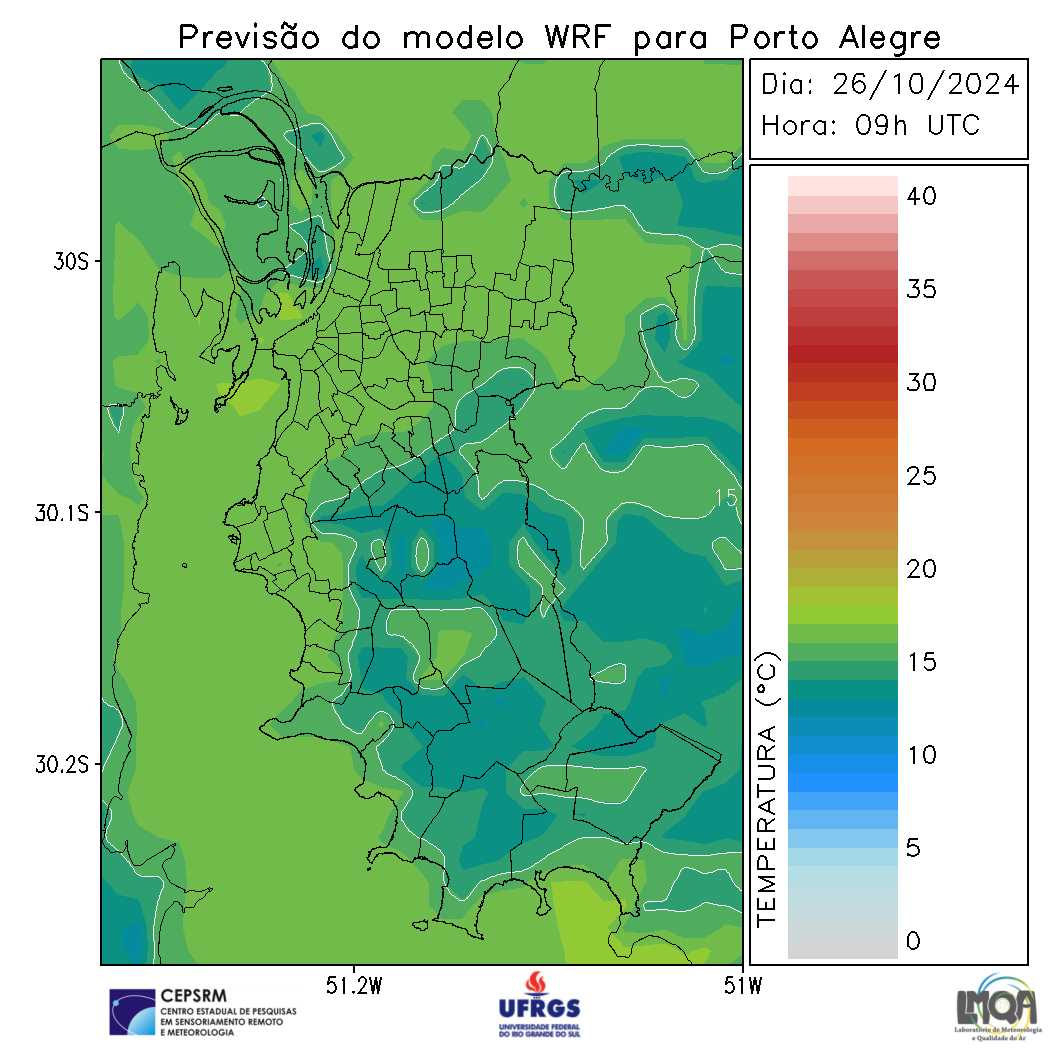 Previsão do modelo WRF para Porto Alegre
Dia: 26/10/2024
Hora: 09h UTC
40
35
30
25
20
15
10
5
0
TEMPERATURA (°C)
30S
30.1S
30.2S
15
51.2W
51W
CEPSRM
CENTRO ESTADUAL DE PESQUISAS
EM SENSORIAMENTO REMOTO
E METEOROLOGIA
UFRGS
UNIVERSIDADE FEDERAL
DO RIO GRANDE DO SUL
LMQA
Laboratório de Meteorologia
e Qualidade do Ar